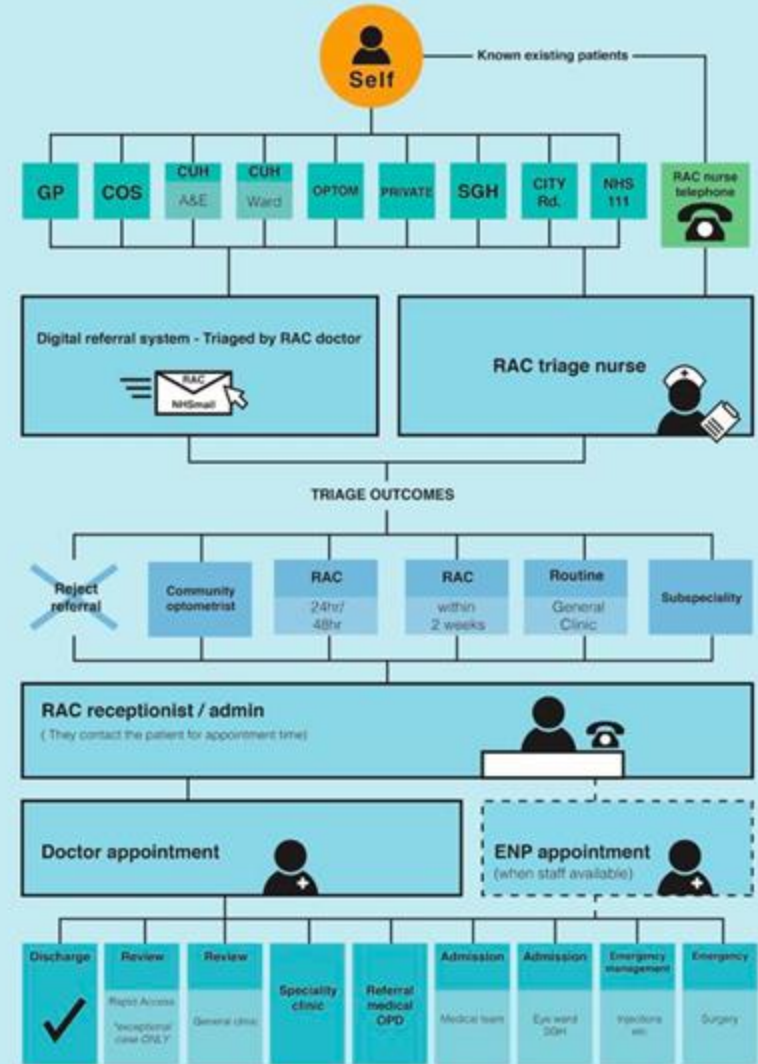 Self
Known existing patients
GP
COS
CUH
A&E
CUH
Ward
OPTOM
PRIVATE
SGH
CITY
Rd.
NHS
111
RAC nurse
telephone
Digital referral system - Triaged by RAC doctor
RAC
NHSmail
RAC triage nurse
TRIAGE OUTCOMES
Reject
referral
Community
optometrist
RAC
24hr/
48hr
RAC
within
2 weeks
Routine
General
Clinic
Subspeciality
RAC receptionist / admin
( They contact the patient for appointment time)
Doctor appointment
ENP appointment
(when staff available)
Discharge
Review
Rapid Access
*exceptional
case ONLY*
Review
General clinic
Speciality
clinic
Referral
medical
OPD
Admission
Medical team
Admission
Eye ward
SGH
Emergency
management
Injections
etc
Emergency
Surgery